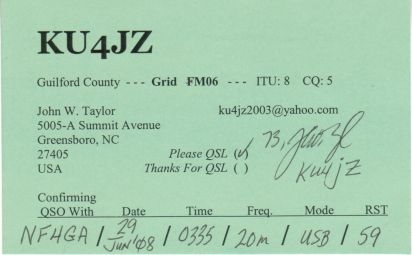 KU4JZ
Guilford County --- Grid FM06 --- ITU: 8 CQ: 5
John W. Taylor ku4jz2003@yahoo.com
5005-A Summit Avenue
Greensboro, NC
27405 Please QSL (✓) 73,
USA Thanks For QSL ( ) KU4JZ
Confirming
QSO With Date Time Freq. Mode RST
NF4GA / 29 JUN '08 / 0335 / 20m / USB / 59